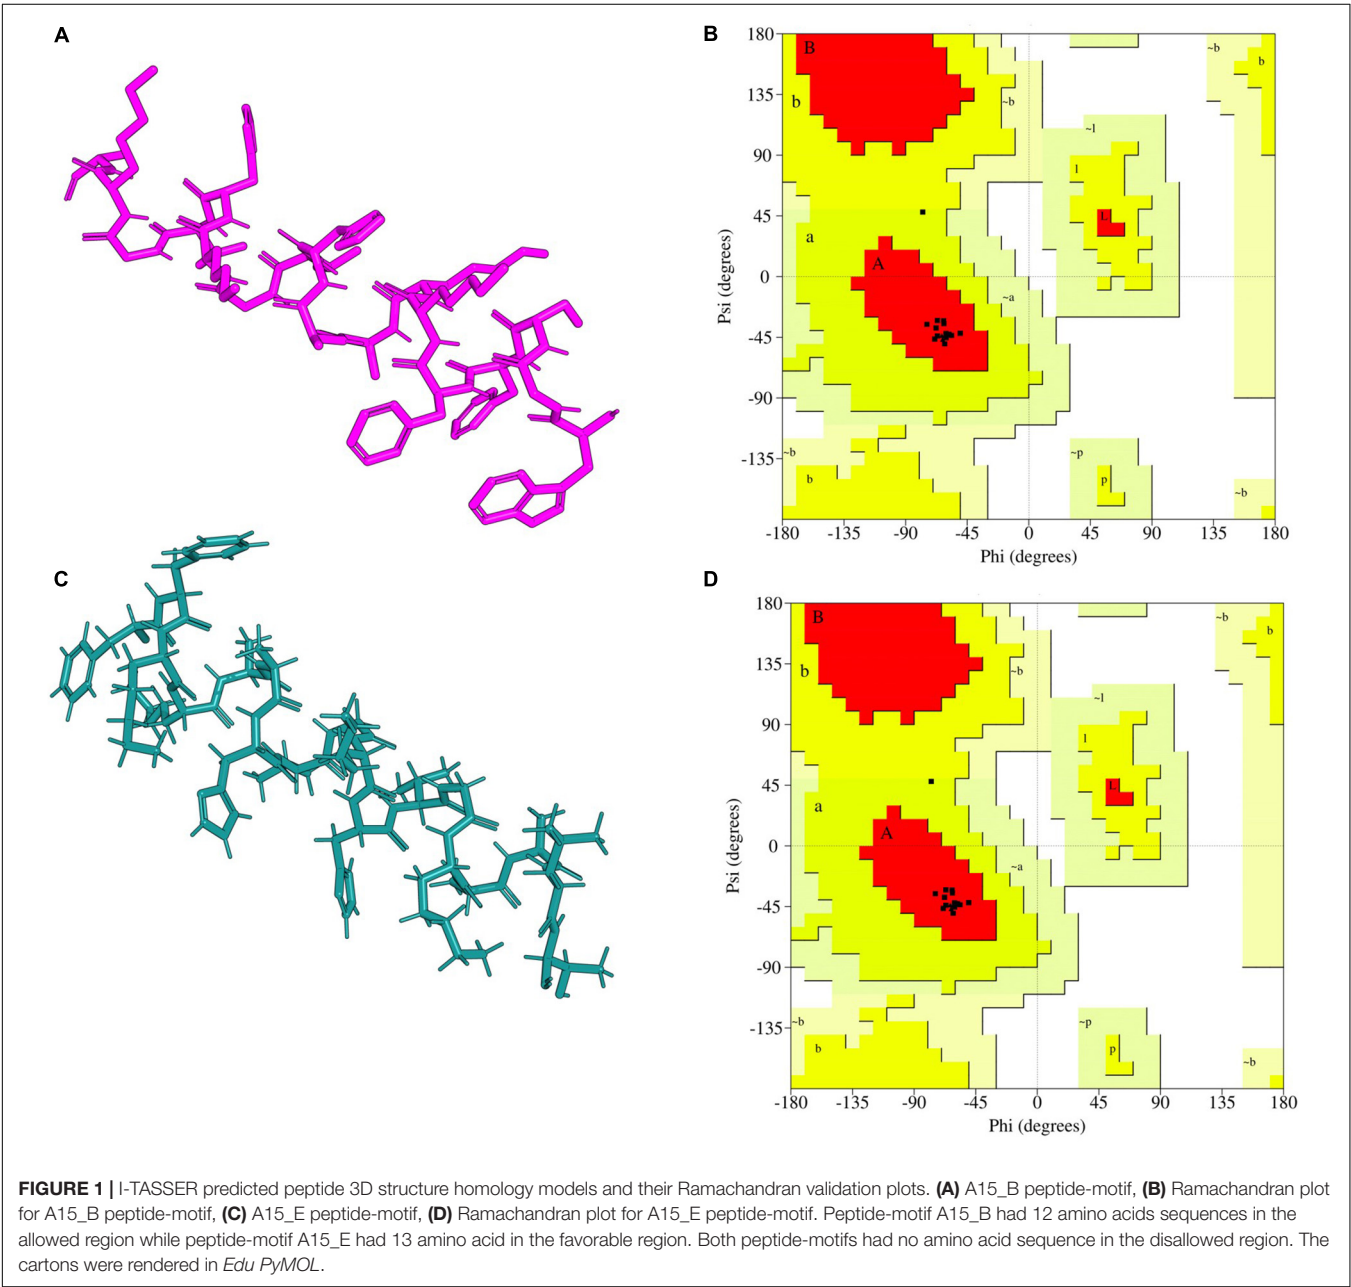 A
B
180
135
90
45
0
-45
-90
-135
Psi (degrees)
B
b
~b
~b
b
~l
l
L
a
A
~a
~b
b
~p
p
~b
-180
-135
-90
-45
0
45
90
135
180
Phi (degrees)
C
D
180
135
90
45
0
-45
-90
-135
Psi (degrees)
B
b
~b
~b
b
~l
l
L
a
A
~a
~b
b
~p
p
~b
-180
-135
-90
-45
0
45
90
135
180
Phi (degrees)
FIGURE 1 | I-TASSER predicted peptide 3D structure homology models and their Ramachandran validation plots. (A) A15_B peptide-motif, (B) Ramachandran plot
for A15_B peptide-motif, (C) A15_E peptide-motif, (D) Ramachandran plot for A15_E peptide-motif. Peptide-motif A15_B had 12 amino acids sequences in the
allowed region while peptide-motif A15_E had 13 amino acid in the favorable region. Both peptide-motifs had no amino acid sequence in the disallowed region. The
cartons were rendered in Edu PyMOL.